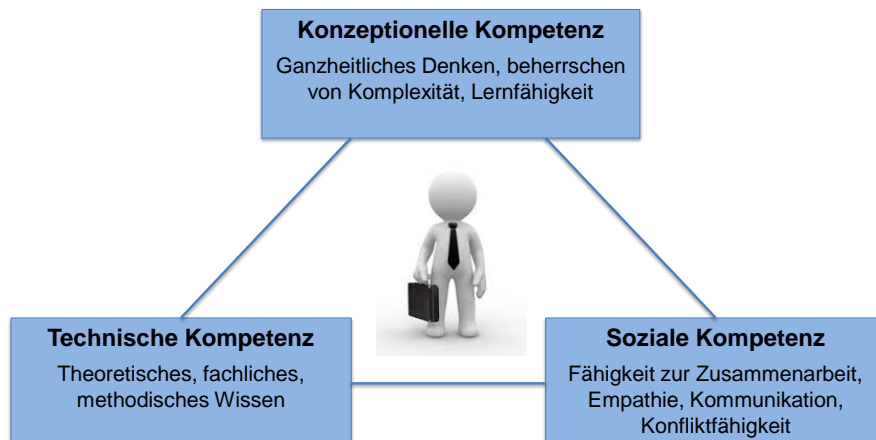 Konzeptionelle Kompetenz
Ganzheitliches Denken, beherrschen
von Komplexität, Lernfähigkeit
Technische Kompetenz
Theoretisches, fachliches,
methodisches Wissen
Soziale Kompetenz
Fähigkeit zur Zusammenarbeit,
Empathie, Kommunikation,
Konfliktfähigkeit